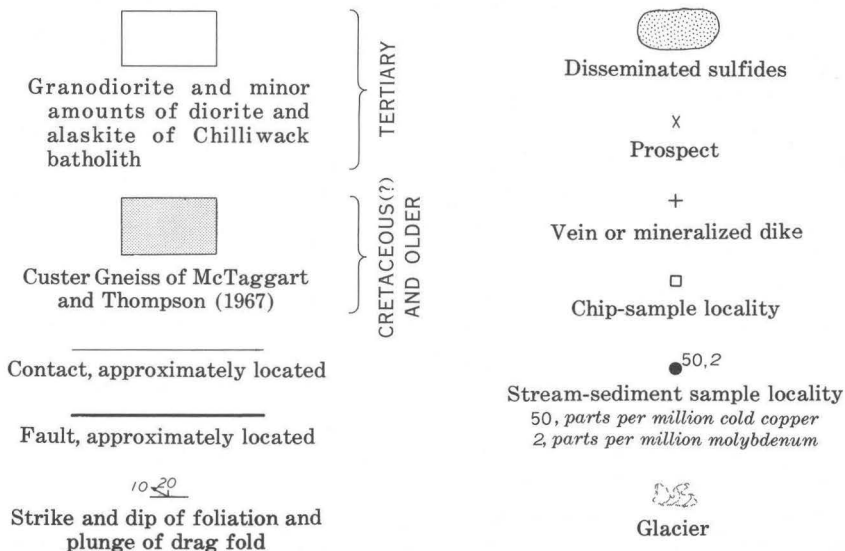 Granodiorite and minor
amounts of diorite and
alaskite of Chilliwack
batholith
TERTIARY
Custer Gneiss of McTaggart
and Thompson (1967)
CRETACEOUS(?)
AND OLDER
Contact, approximately located
Fault, approximately located
10 20
Strike and dip of foliation and
plunge of drag fold
Disseminated sulfides
x
Prospect
+
Vein or mineralized dike
Chip-sample locality
50,2
Stream-sediment sample locality
50, parts per million cold copper
2, parts per million molybdenum
Glacier